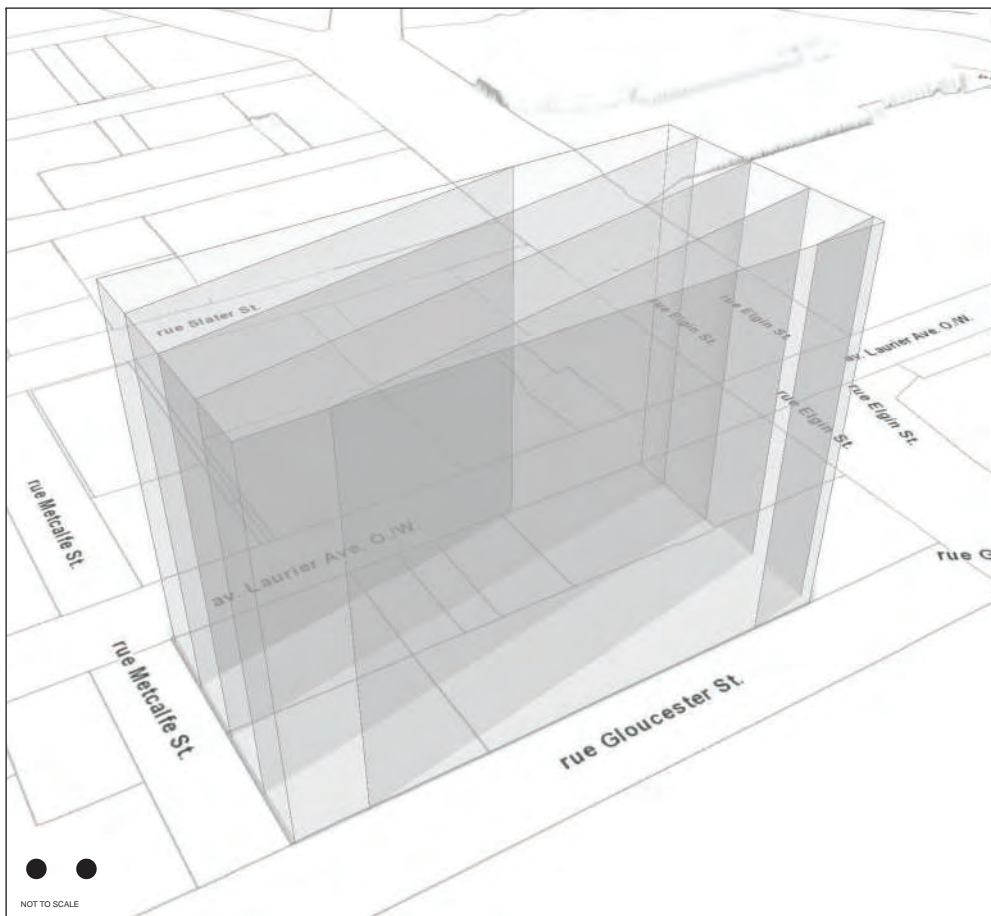 rue Slater St.
rue Elgin St.
rue Elgin St.
av. Laurier Ave. O./W.
rue Elgin St.
rue Elgin St.
rue Metcalfe St.
av. Laurier Ave. O./W.
rue G
rue Metcalfe St.
rue Gloucester St.
NOT TO SCALE